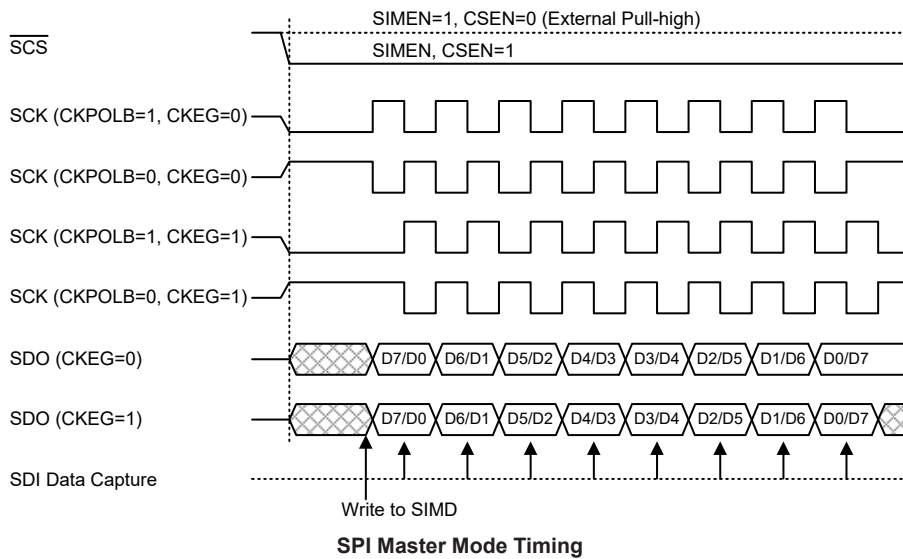 SIMEN=1, CSEN=0 (External Pull-high)
SCS
SIMEN, CSEN=1
SCK (CKPOLB=1, CKEG=0)
SCK (CKPOLB=0, CKEG=0)
SCK (CKPOLB=1, CKEG=1)
SCK (CKPOLB=0, CKEG=1)
SDO (CKEG=0) D7/D0 D6/D1 D5/D2 D4/D3 D3/D4 D2/D5 D1/D6 D0/D7
SDO (CKEG=1) D7/D0 D6/D1 D5/D2 D4/D3 D3/D4 D2/D5 D1/D6 D0/D7
SDI Data Capture
Write to SIMD
SPI Master Mode Timing